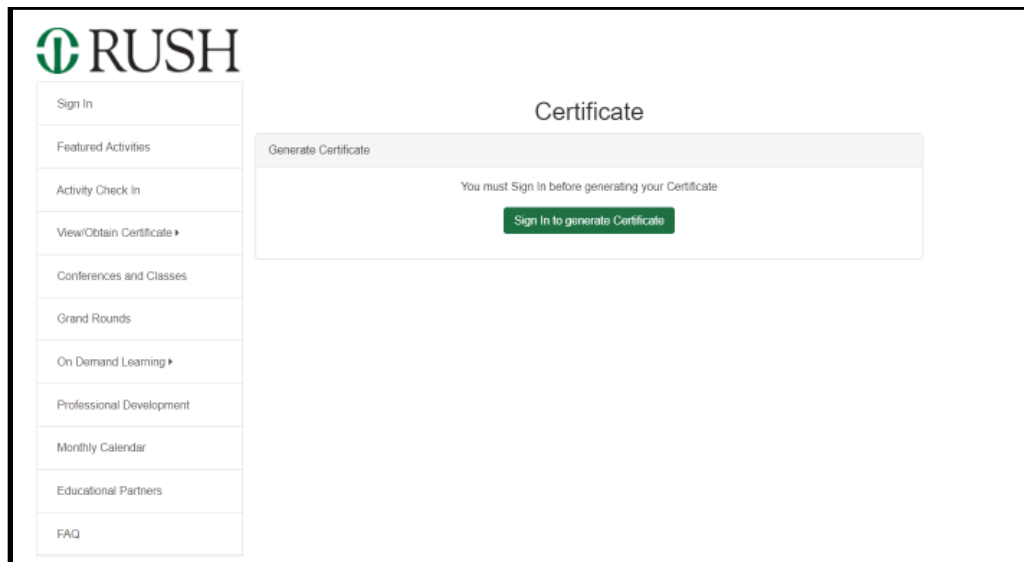 RUSH
Sign In
Featured Activities
Activity Check In
View/Obtain Certificate
Conferences and Classes
Grand Rounds
On Demand Learning
Professional Development
Monthly Calendar
Educational Partners
FAQ
Certificate
Generate Certificate
You must Sign In before generating your Certificate
Sign In to generate Certificate